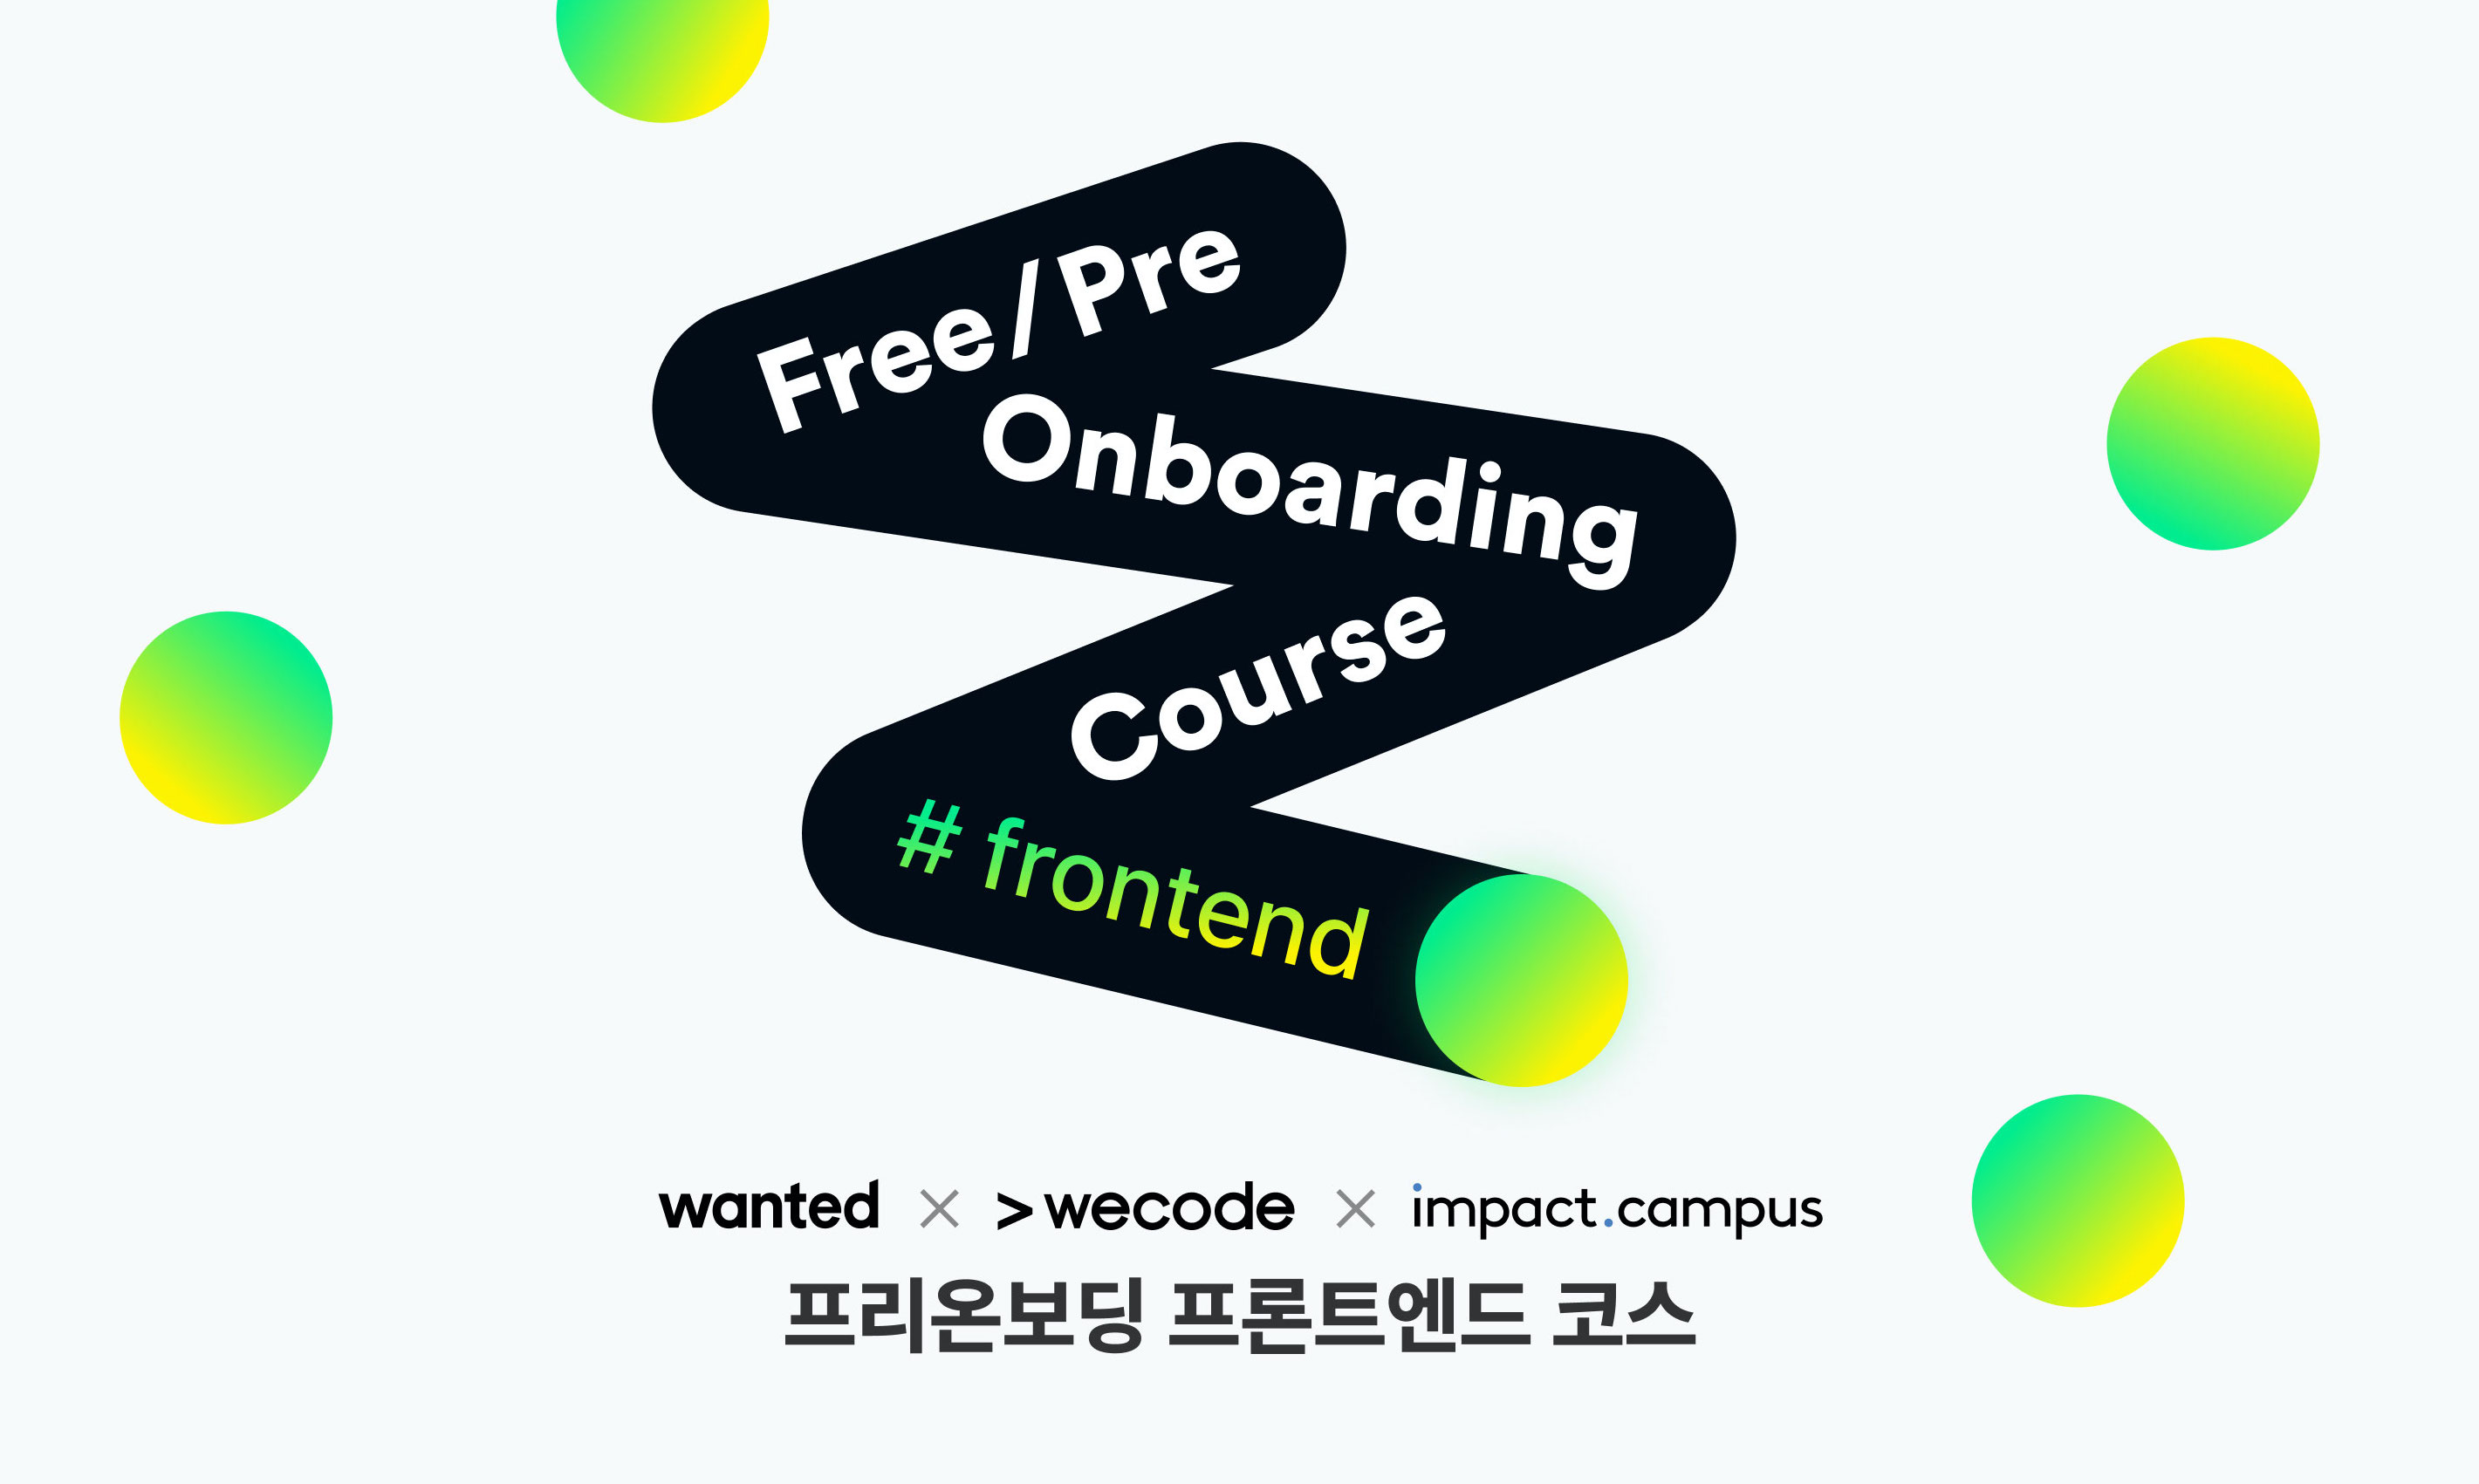 Free/Pre
Onboarding
Course
# frontend
wanted × >wecode × impact.campus
프리온보딩 프론트엔드 코스